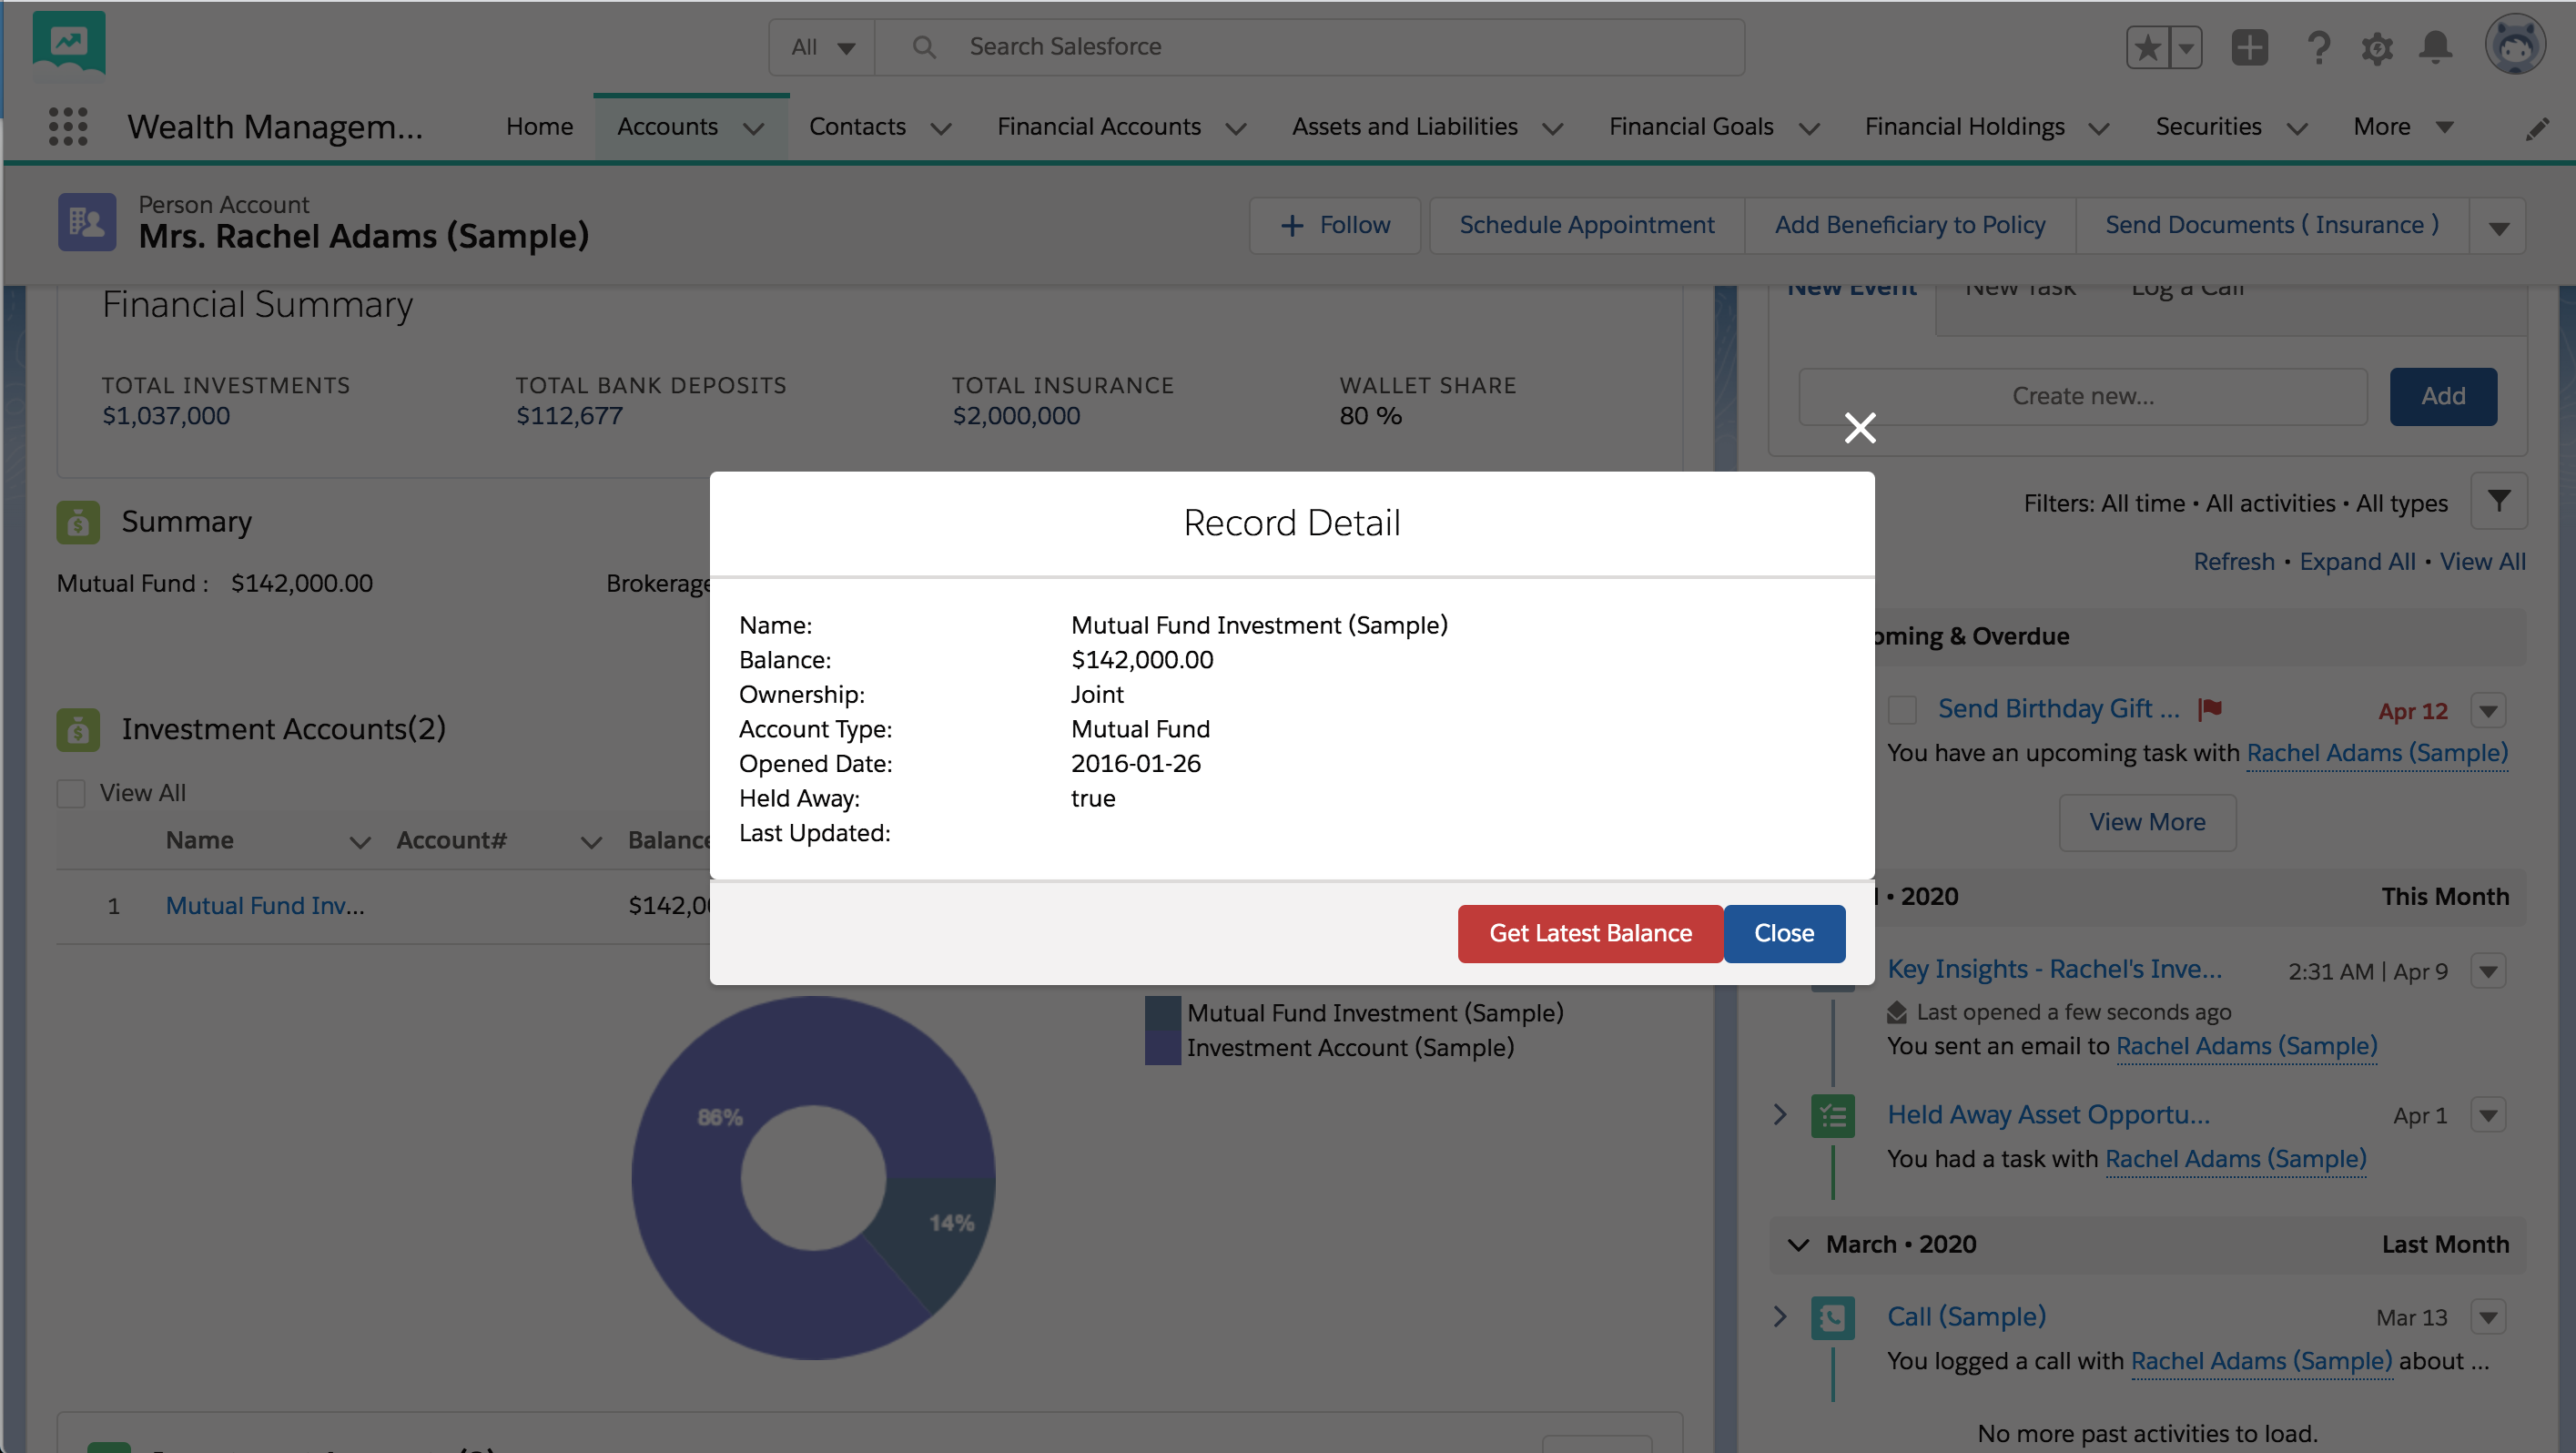 All
Search Salesforce
Wealth Managem...
Home
Accounts
Contacts
Financial Accounts
Assets and Liabilities
Financial Goals
Financial Holdings
Securities
More
Person Account
Mrs. Rachel Adams (Sample)
Follow
Schedule Appointment
Add Beneficiary to Policy
Send Documents ( Insurance )
Financial Summary
TOTAL INVESTMENTS
$1,037,000
TOTAL BANK DEPOSITS
$112,677
TOTAL INSURANCE
$2,000,000
WALLET SHARE
80 %
Summary
Mutual Fund : $142,000.00
Brokerage
Investment Accounts(2)
View All
Name
Account#
Balance
1 Mutual Fund Inv... $142,0
Record Detail
Name: Mutual Fund Investment (Sample)
Balance: $142,000.00
Ownership: Joint
Account Type: Mutual Fund
Opened Date: 2016-01-26
Held Away: true
Last Updated:
Get Latest Balance
Close
86%
14%
Mutual Fund Investment (Sample)
Investment Account (Sample)
New Event
New Task
Log a Call
Create new...
Add
Filters: All time • All activities • All types
Refresh • Expand All • View All
oming & Overdue
Send Birthday Gift ...
Apr 12
You have an upcoming task with Rachel Adams (Sample)
View More
• 2020
This Month
Key Insights - Rachel's Inve...
2:31 AM | Apr 9
Last opened a few seconds ago
You sent an email to Rachel Adams (Sample)
Held Away Asset Opportu...
Apr 1
You had a task with Rachel Adams (Sample)
March • 2020
Last Month
Call (Sample)
Mar 13
You logged a call with Rachel Adams (Sample) about ...
No more past activities to load.